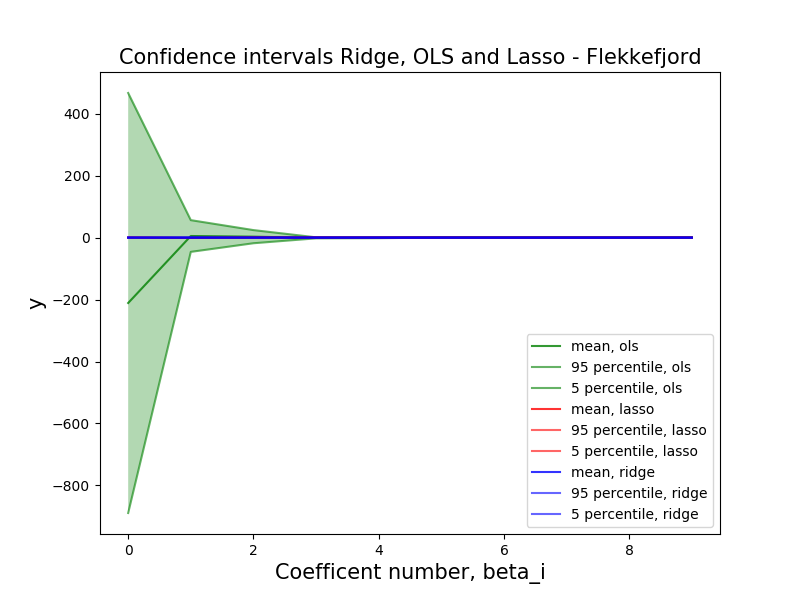 Confidence intervals Ridge, OLS and Lasso - Flekkefjord
400
200
0
−200
−400
−600
−800
y
mean, ols
95 percentile, ols
5 percentile, ols
mean, lasso
95 percentile, lasso
5 percentile, lasso
mean, ridge
95 percentile, ridge
5 percentile, ridge
0 2 4 6 8
Coefficent number, beta_i